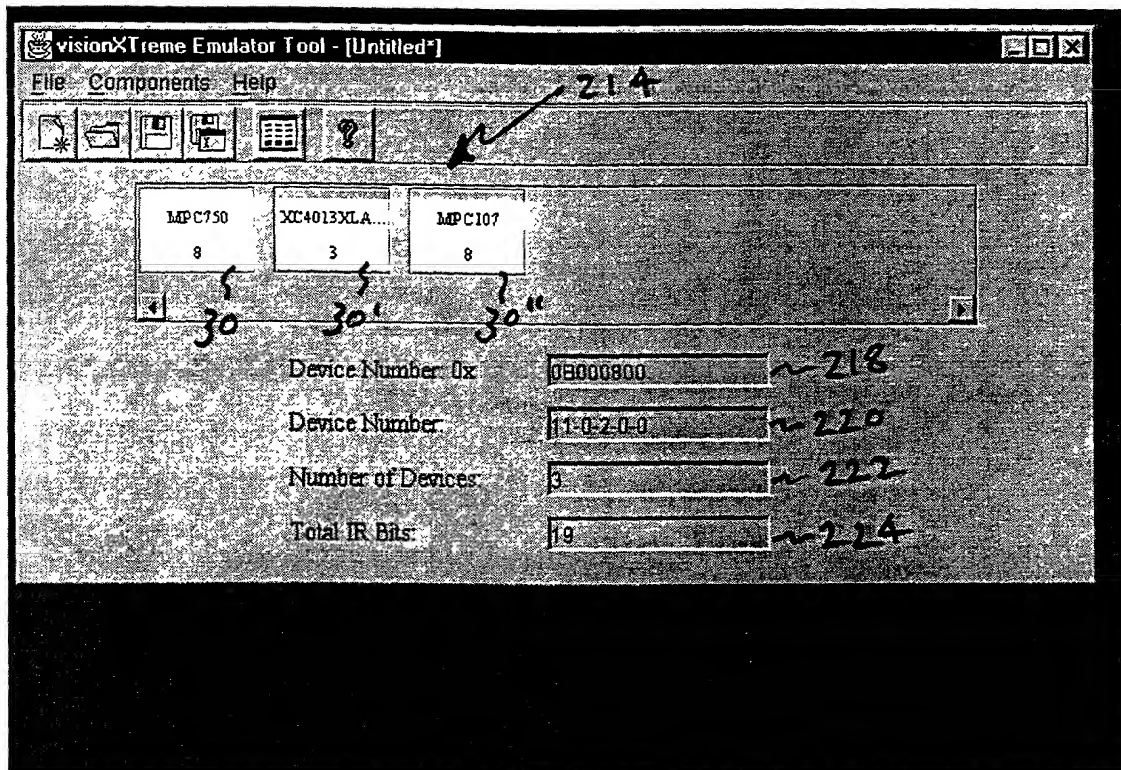 visionXTreme Emulator Tool - [Untitled*]
File Components Help
214
MPC750 XC4013XLA... MPC107
8 3 8
30 30' 30"
Device Number: 0x 0B000800 218
Device Number: 11-0-2-0-0 220
Number of Devices: 3 222
Total IR Bits: 19 224